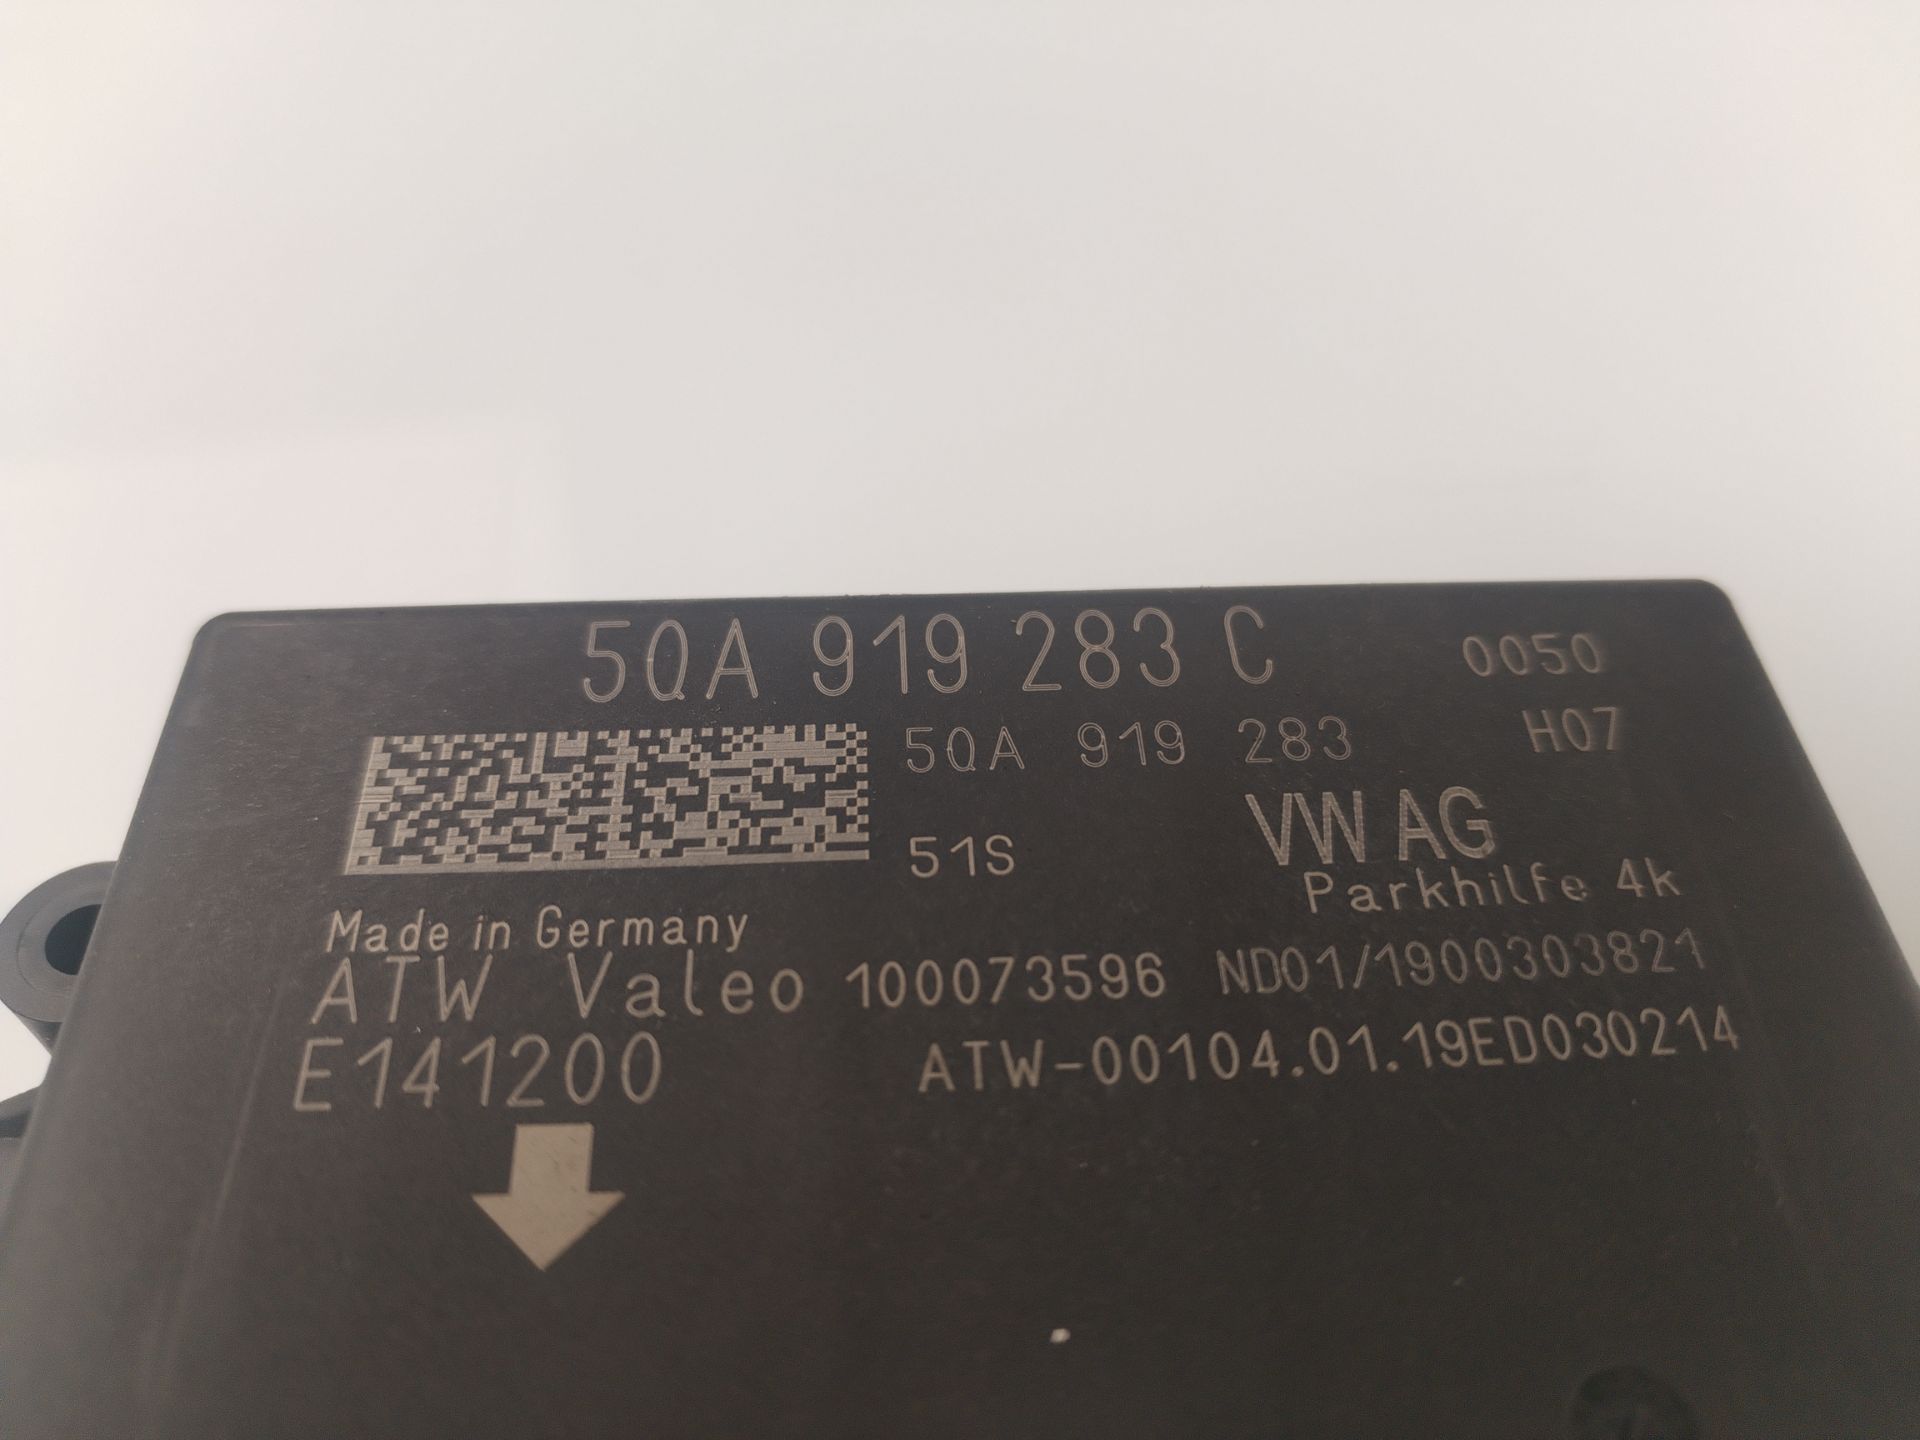 5QA 919 283 C
0050
5QA 919 283
H07
51S
VW AG
Parkhilfe 4k
Made in Germany
ATW Valeo 100073596 ND01/1900303821
E141200
ATW-00104.01.19ED030214